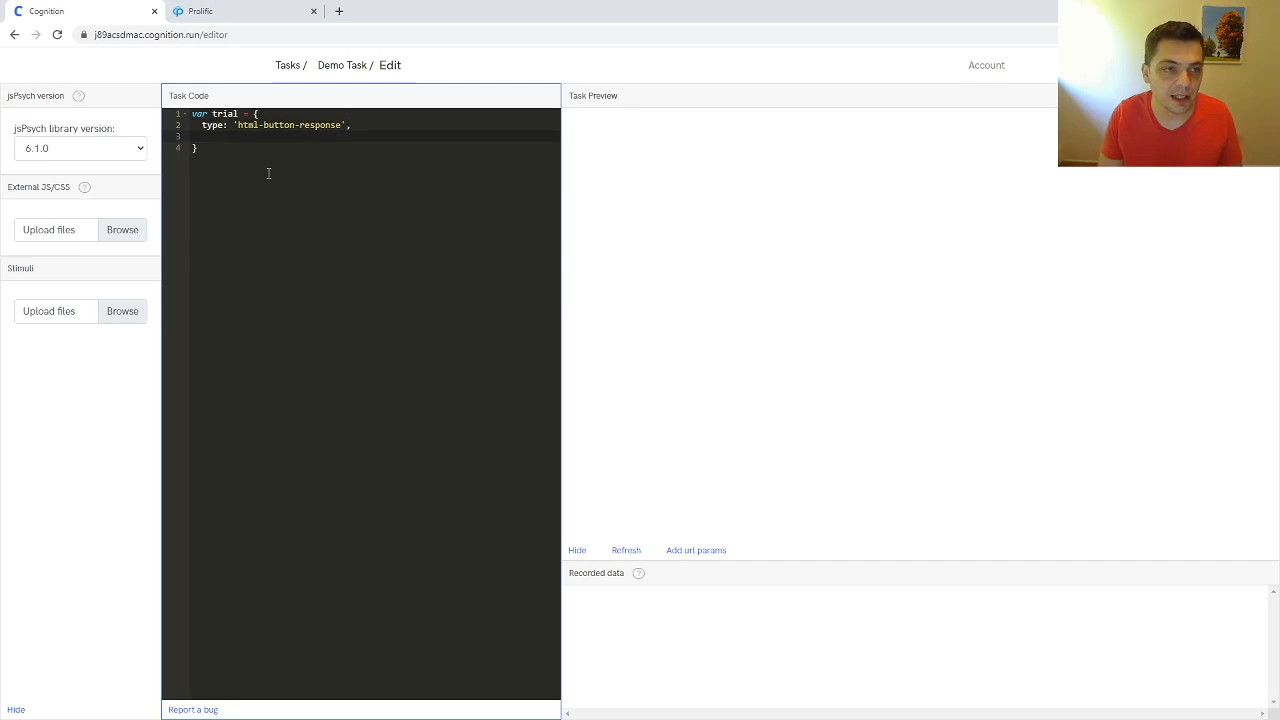 Cognition
Prolific
j89acsdmac.cognition.run/editor
Tasks / Demo Task / Edit
Account
jsPsych version ?
jsPsych library version:
6.1.0
External JS/CSS ?
Upload files Browse
Stimuli
Upload files Browse
Hide
Task Code
1 var trial = {
2 type: 'html-button-response',
3
4 }
Report a bug
Task Preview
Hide Refresh Add url params
Recorded data ?